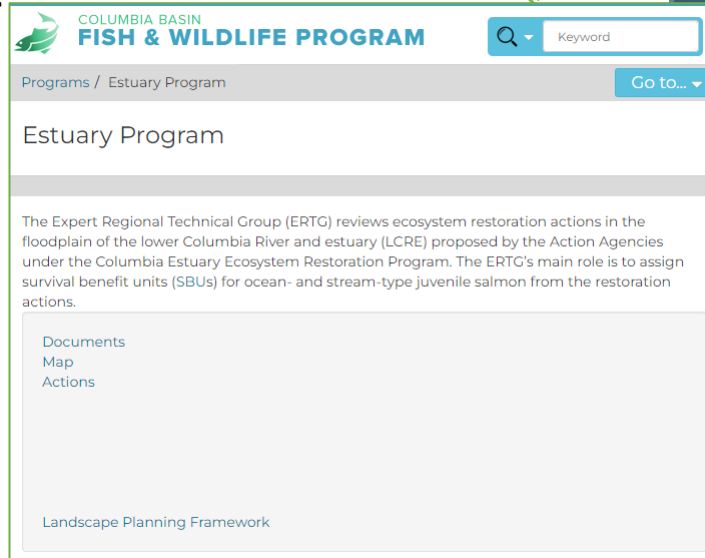 COLUMBIA BASIN
FISH & WILDLIFE PROGRAM
Keyword
Programs / Estuary Program
Go to...
Estuary Program
The Expert Regional Technical Group (ERTG) reviews ecosystem restoration actions in the
floodplain of the lower Columbia River and estuary (LCRE) proposed by the Action Agencies
under the Columbia Estuary Ecosystem Restoration Program. The ERTG's main role is to assign
survival benefit units (SBUs) for ocean- and stream-type juvenile salmon from the restoration
actions.
Documents
Map
Actions
Landscape Planning Framework